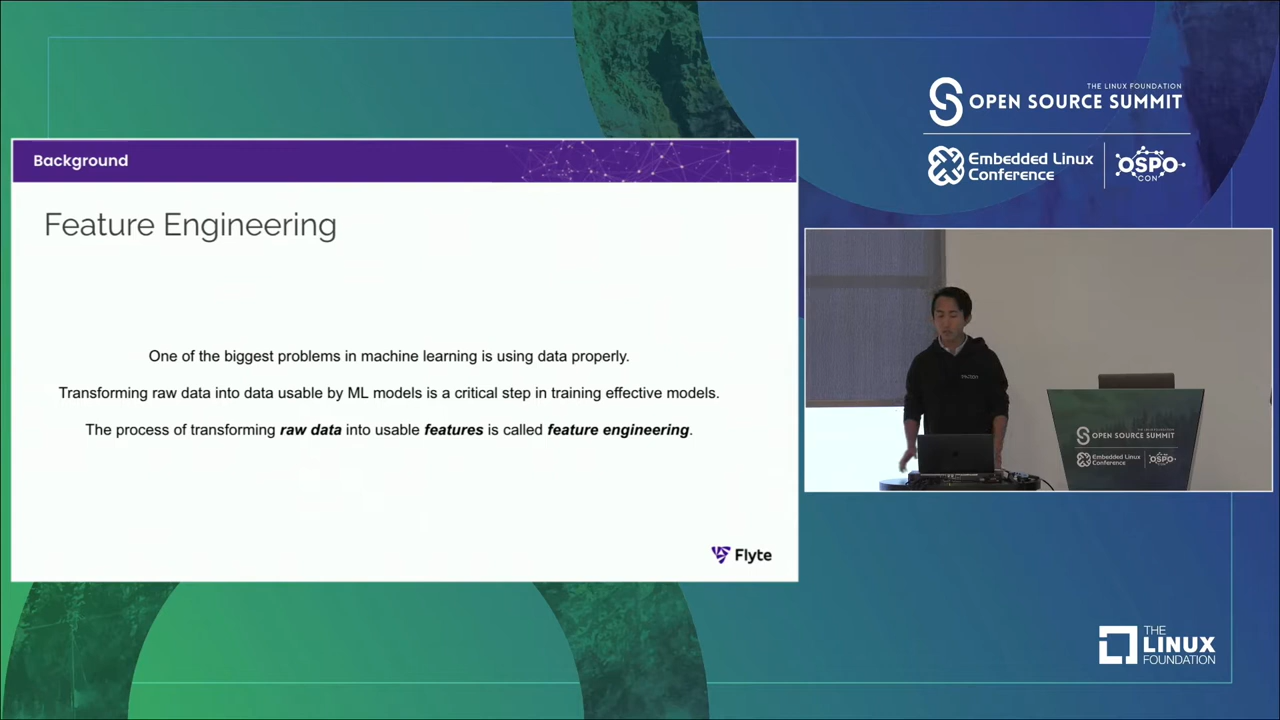 THE LINUX FOUNDATION
OPEN SOURCE SUMMIT
Embedded Linux
Conference
OSPO
CON
Background
Feature Engineering
One of the biggest problems in machine learning is using data properly.
Transforming raw data into data usable by ML models is a critical step in training effective models.
The process of transforming raw data into usable features is called feature engineering.
Flyte
OPEN SOURCE SUMMIT
Embedded Linux
Conference
OSPO
CON
THE
LINUX
FOUNDATION